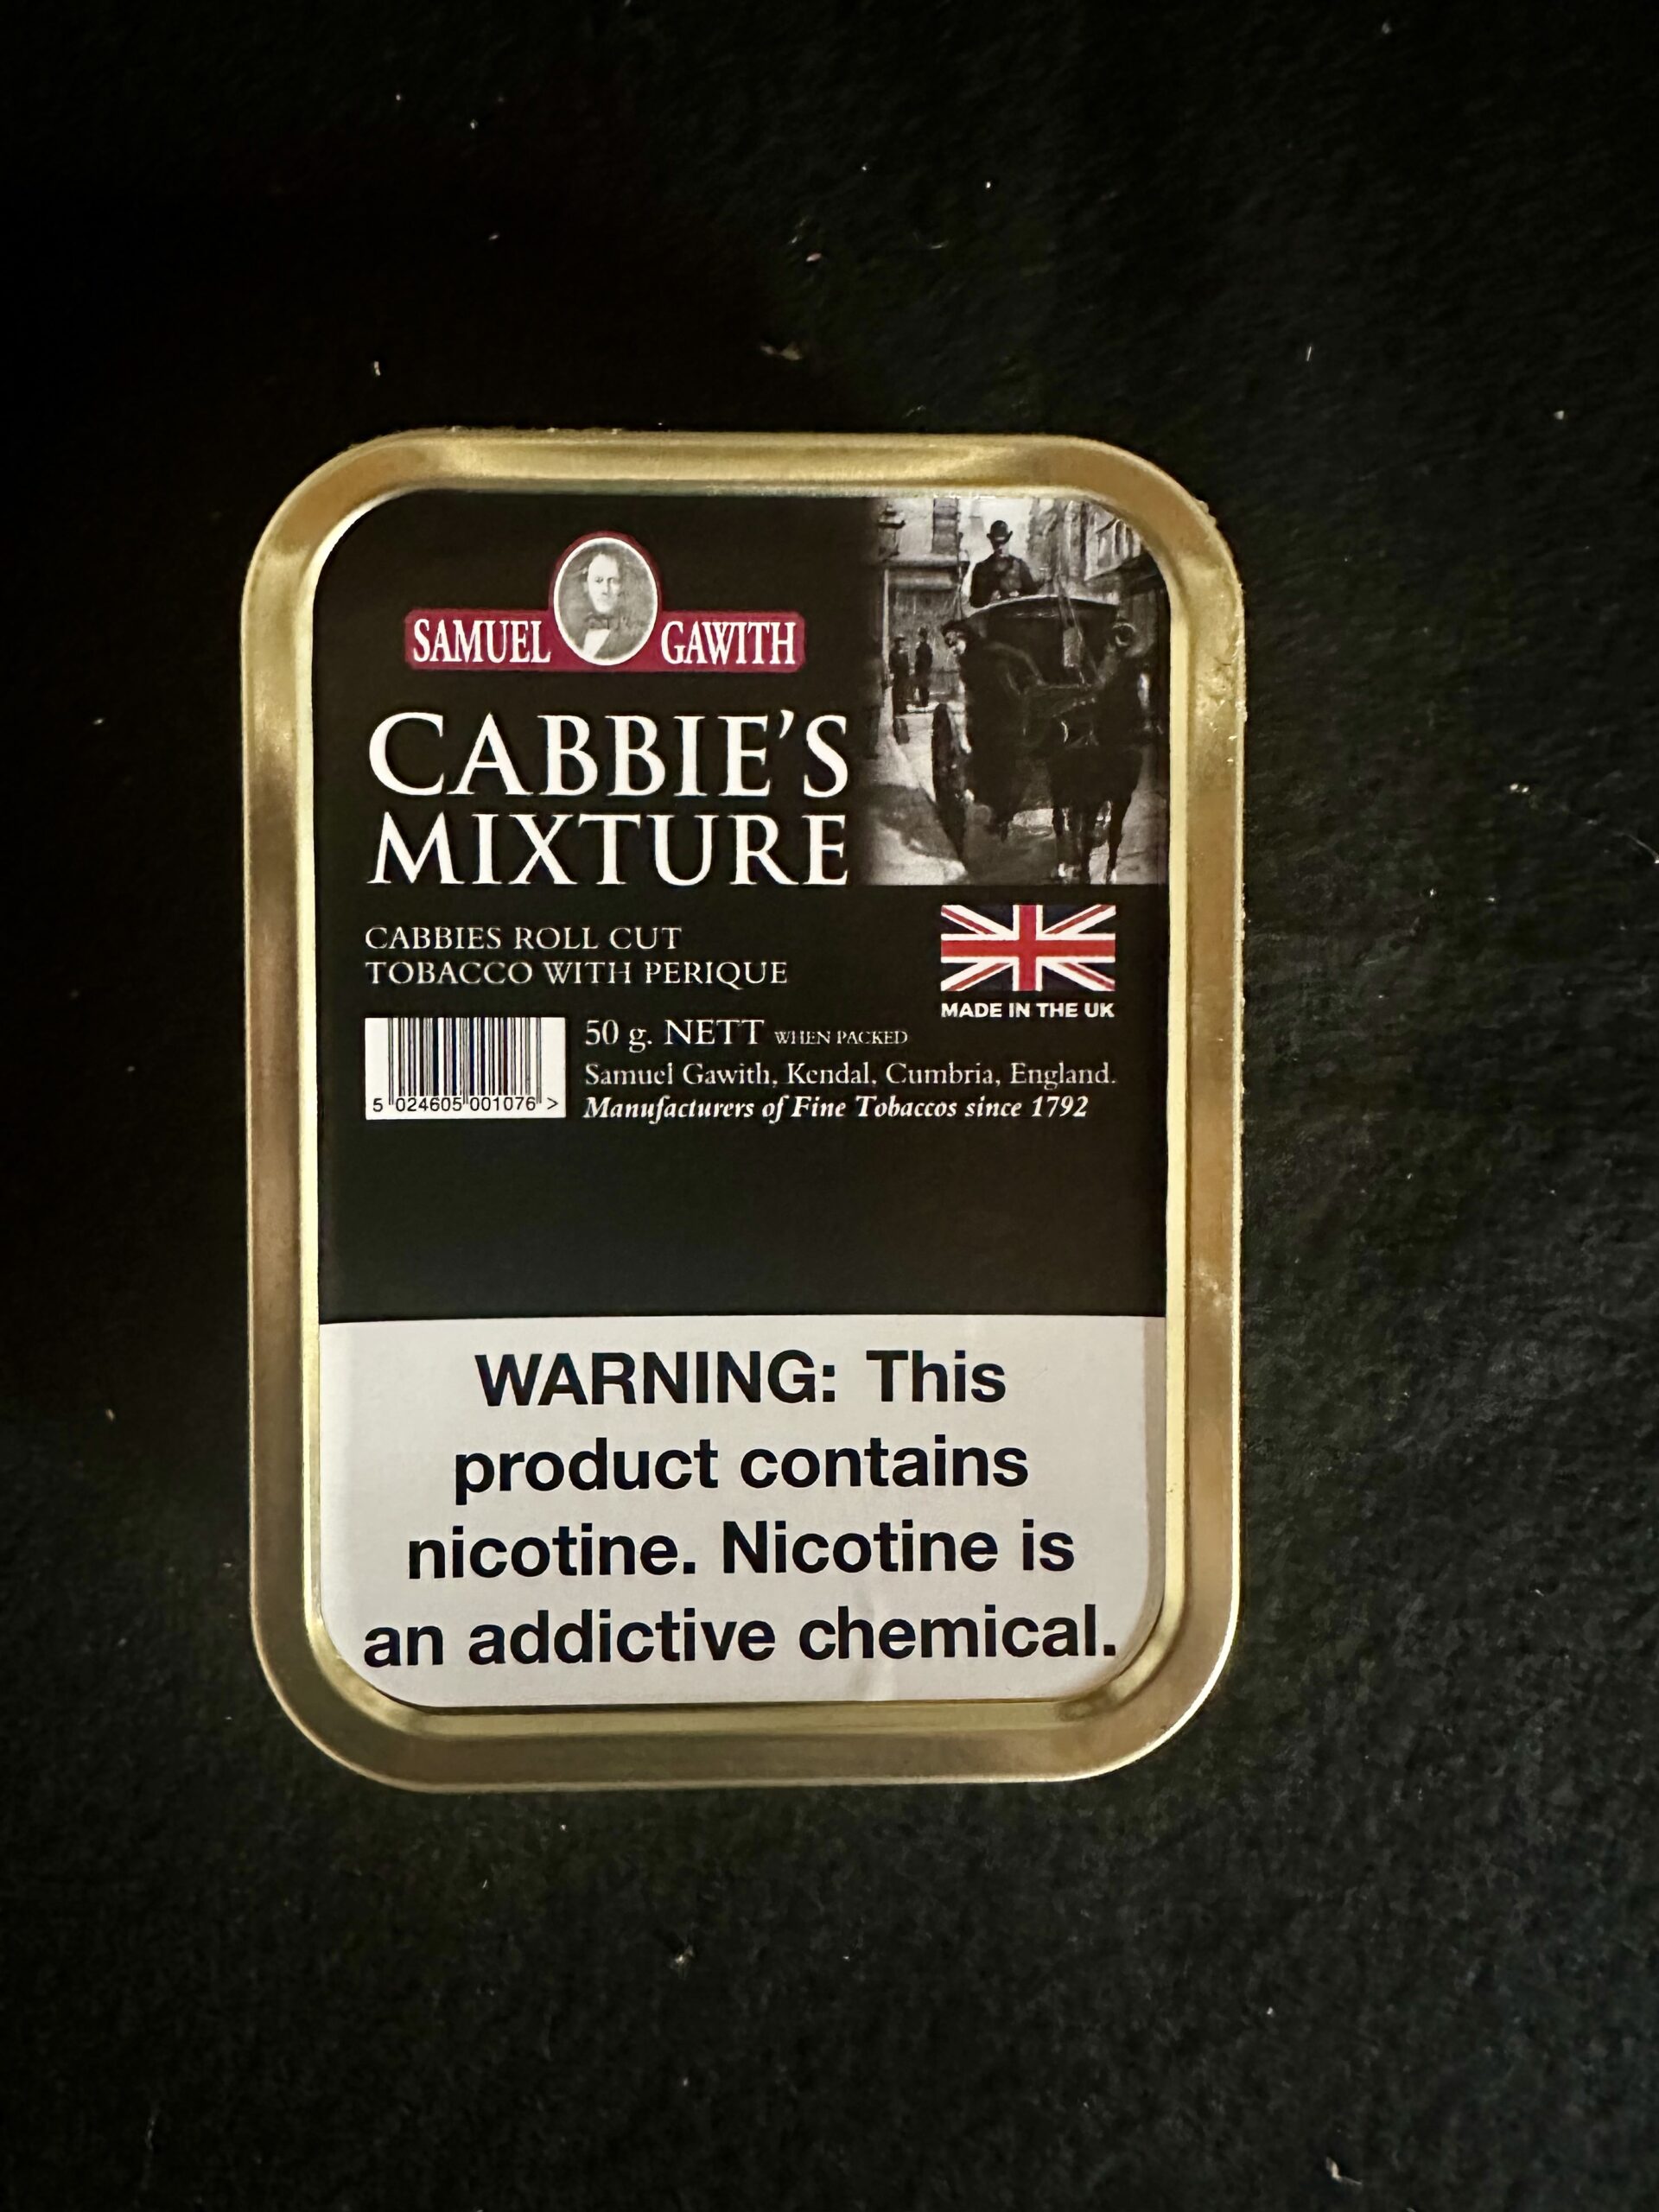 SAMUEL GAWITH
CABBIE'S
MIXTURE
CABBIES ROLL CUT
TOBACCO WITH PERIQUE
MADE IN THE UK
50 g. NETT WHEN PACKED
Samuel Gawith, Kendal, Cumbria, England.
Manufacturers of Fine Tobaccos since 1792
5 024605 001076 >
WARNING: This
product contains
nicotine. Nicotine is
an addictive chemical.